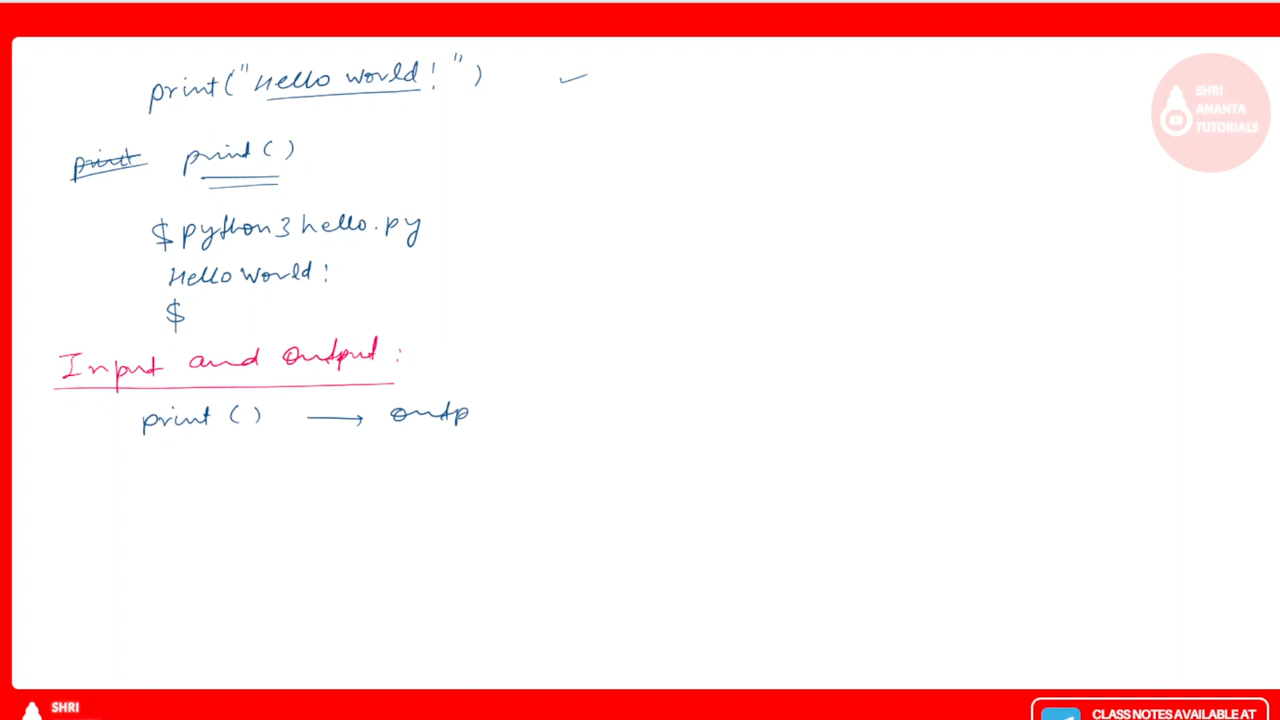 print("Hello world!")
SHRI
ANANTA
TUTORIALS
print print()
$ python3 hello.py
Hello World!
$
Input and output:
print() → outp
SHRI
CLASS NOTES AVAILABLE AT